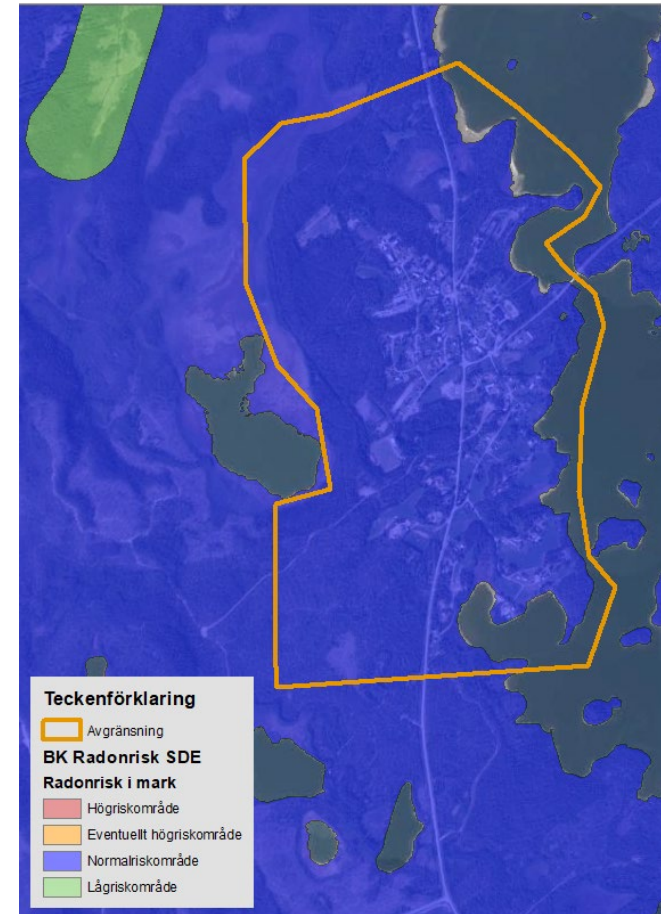 Teckenförklaring
Avgränsning
BK Radonrisk SDE
Radonrisk i mark
Högriskområde
Eventuellt högriskområde
Normalriskområde
Lågriskområde